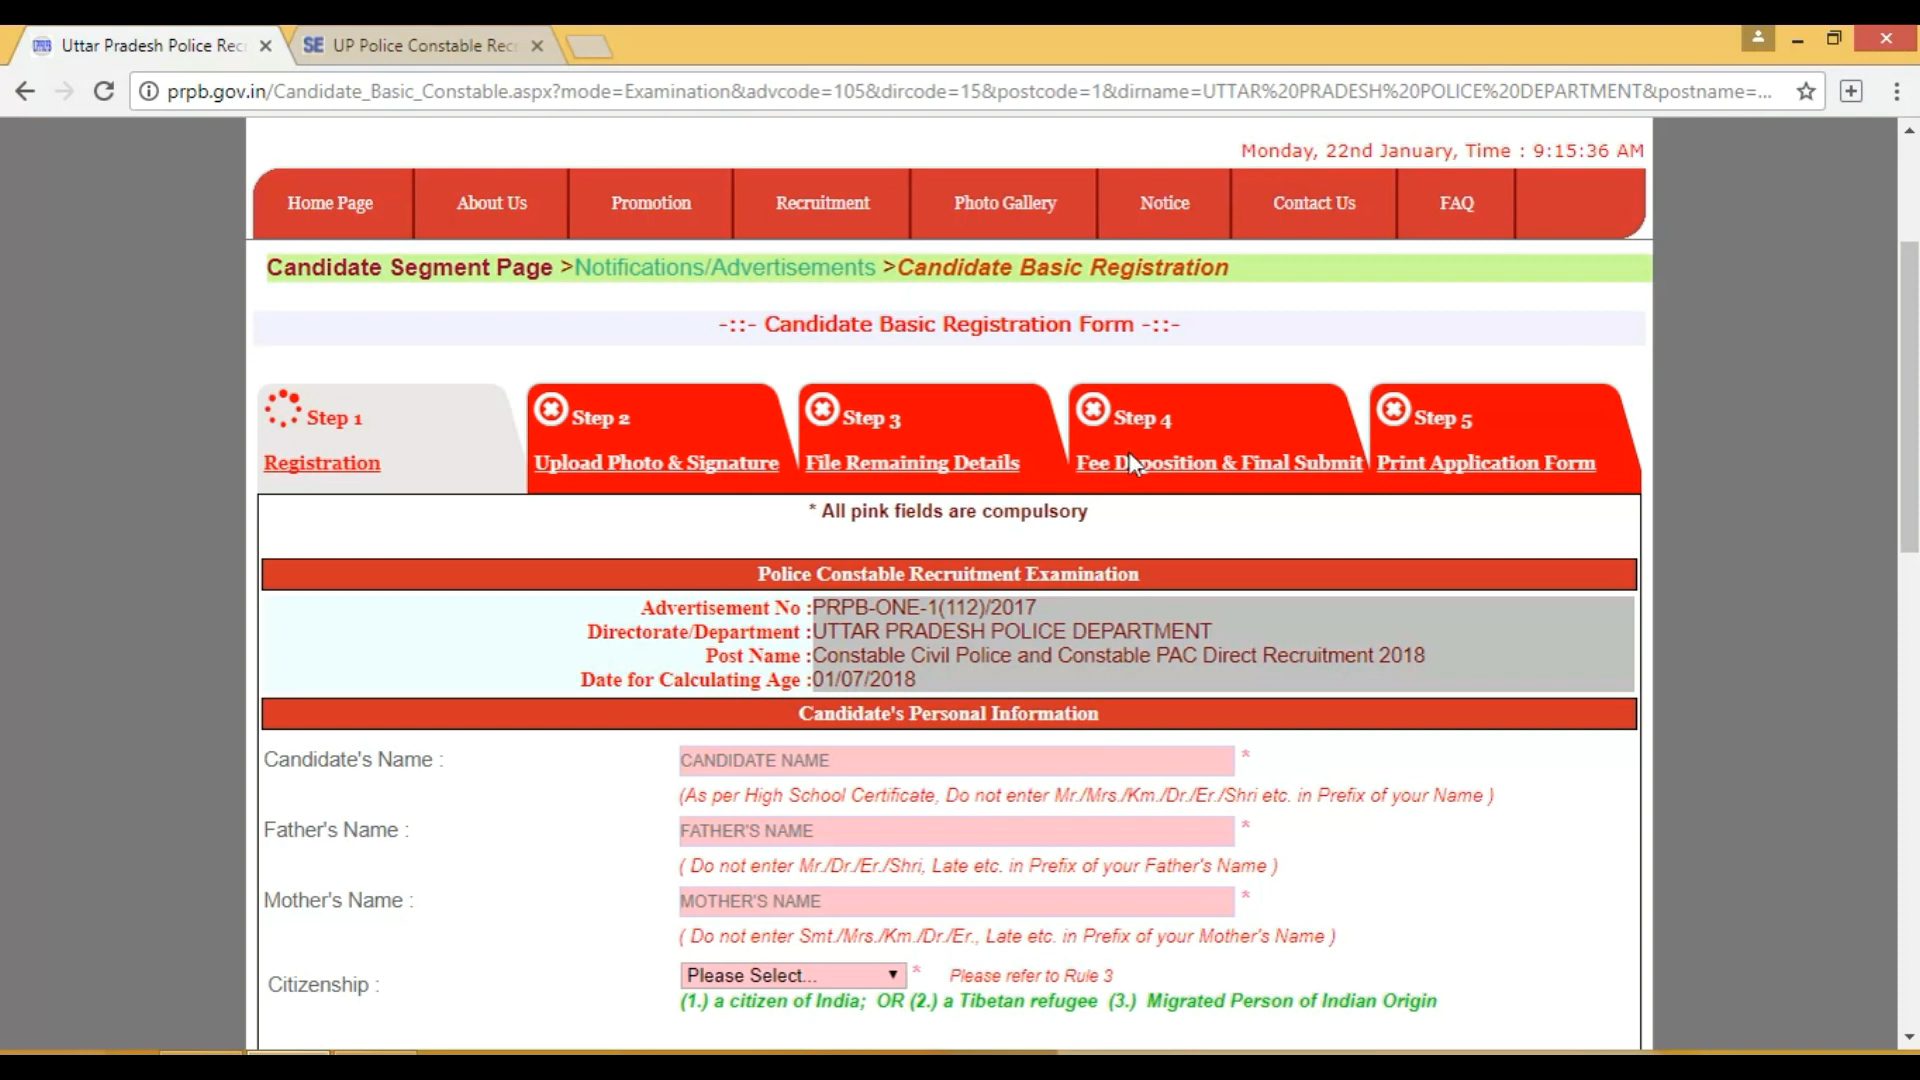 Uttar Pradesh Police Rec
SE UP Police Constable Rec
prpb.gov.in/Candidate_Basic_Constable.aspx?mode=Examination&advcode=105&dircode=15&postcode=1&dirname=UTTAR%20PRADESH%20POLICE%20DEPARTMENT&postname=...
Monday, 22nd January, Time : 9:15:36 AM
Home Page About Us Promotion Recruitment Photo Gallery Notice Contact Us FAQ
Candidate Segment Page >Notifications/Advertisements >Candidate Basic Registration
-::- Candidate Basic Registration Form -::-
Step 1 Step 2 Step 3 Step 4 Step 5
Registration Upload Photo & Signature File Remaining Details Fee Deposition & Final Submit Print Application Form
* All pink fields are compulsory
Police Constable Recruitment Examination
Advertisement No :PRPB-ONE-1(112)/2017
Directorate/Department :UTTAR PRADESH POLICE DEPARTMENT
Post Name :Constable Civil Police and Constable PAC Direct Recruitment 2018
Date for Calculating Age :01/07/2018
Candidate's Personal Information
Candidate's Name : CANDIDATE NAME *
(As per High School Certificate, Do not enter Mr./Mrs./Km./Dr./Er./Shri etc. in Prefix of your Name )
Father's Name : FATHER'S NAME *
( Do not enter Mr./Dr./Er./Shri, Late etc. in Prefix of your Father's Name )
Mother's Name : MOTHER'S NAME *
( Do not enter Smt./Mrs./Km./Dr./Er., Late etc. in Prefix of your Mother's Name )
Citizenship : Please Select... * Please refer to Rule 3
(1.) a citizen of India; OR (2.) a Tibetan refugee (3.) Migrated Person of Indian Origin